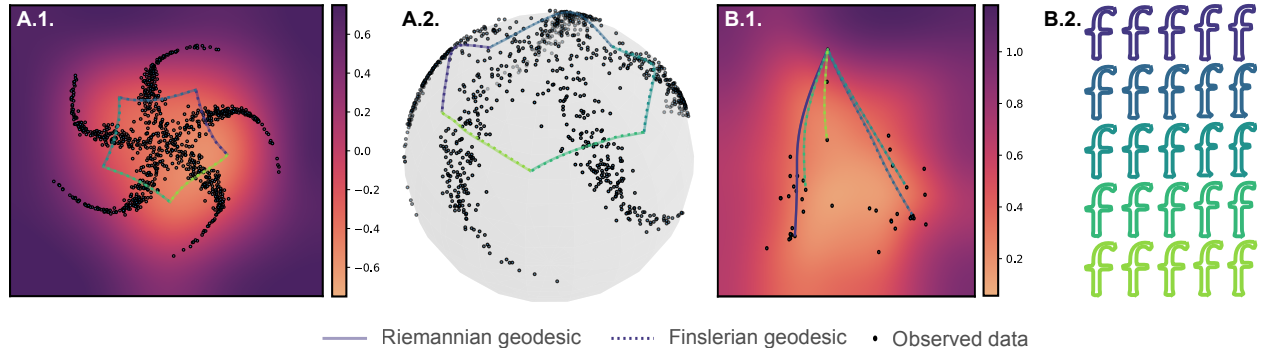 A.1.
0.6
0.4
0.2
0.0
−0.2
−0.4
−0.6
A.2.
B.1.
1.0
0.8
0.6
0.4
0.2
B.2.
f f f f f
f f f f f
f f f f f
f f f f f
f f f f f
Riemannian geodesic
Finslerian geodesic
Observed data